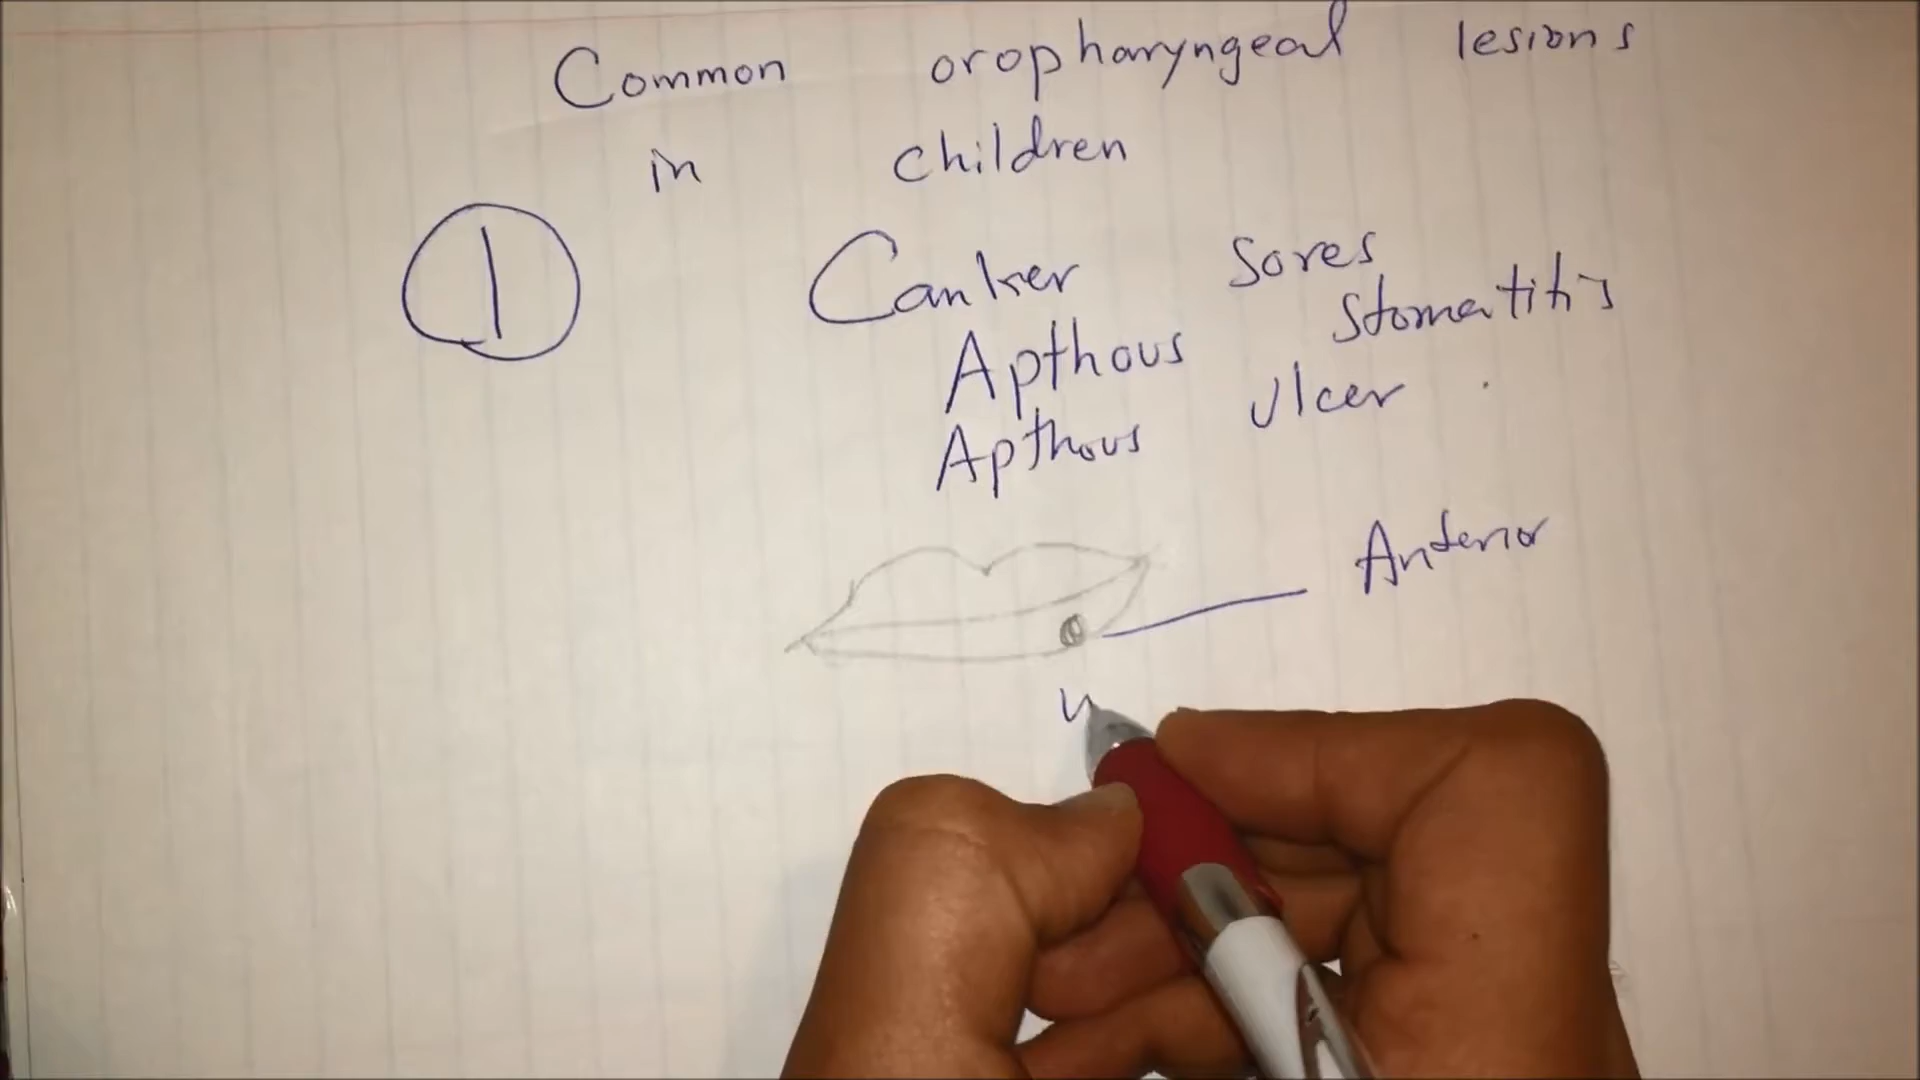 Common oropharyngeal lesions
in children
1 Canker sores
Apthous stomatitis
Apthous ulcer
Anterior